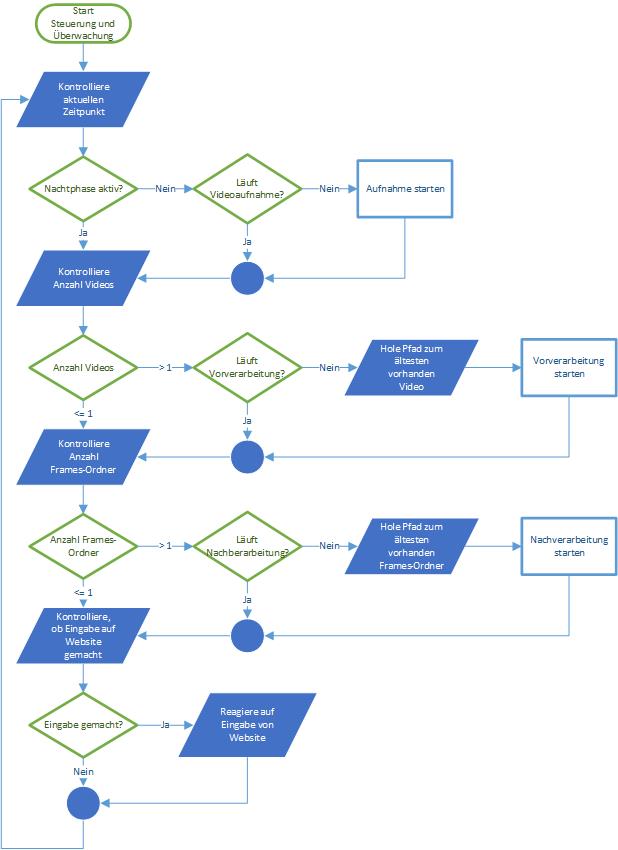 Start
Steuerung und
Überwachung
Kontrolliere
aktuellen
Zeitpunkt
Nachtphase aktiv?
Nein
Läuft
Videoaufnahme?
Nein
Aufnahme starten
Ja
Ja
Kontrolliere
Anzahl Videos
Anzahl Videos
> 1
Läuft
Vorverarbeitung?
Nein
Hole Pfad zum
ältesten
vorhanden
Video
Vorverarbeitung
starten
<= 1
Ja
Kontrolliere
Anzahl
Frames-Ordner
Anzahl Frames-
Ordner
> 1
Läuft
Nachberarbeitung?
Nein
Hole Pfad zum
ältesten
vorhanden
Frames-Ordner
Nachverarbeitung
starten
<= 1
Ja
Kontrolliere,
ob Eingabe auf
Website
gemacht
Eingabe gemacht?
Ja
Reagiere auf
Eingabe von
Website
Nein